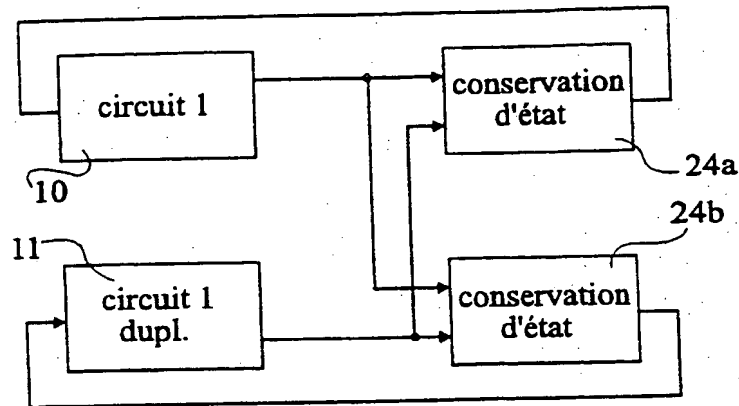 circuit 1
conservation
d'état
10
24a
24b
11
circuit 1
dupl.
conservation
d'état